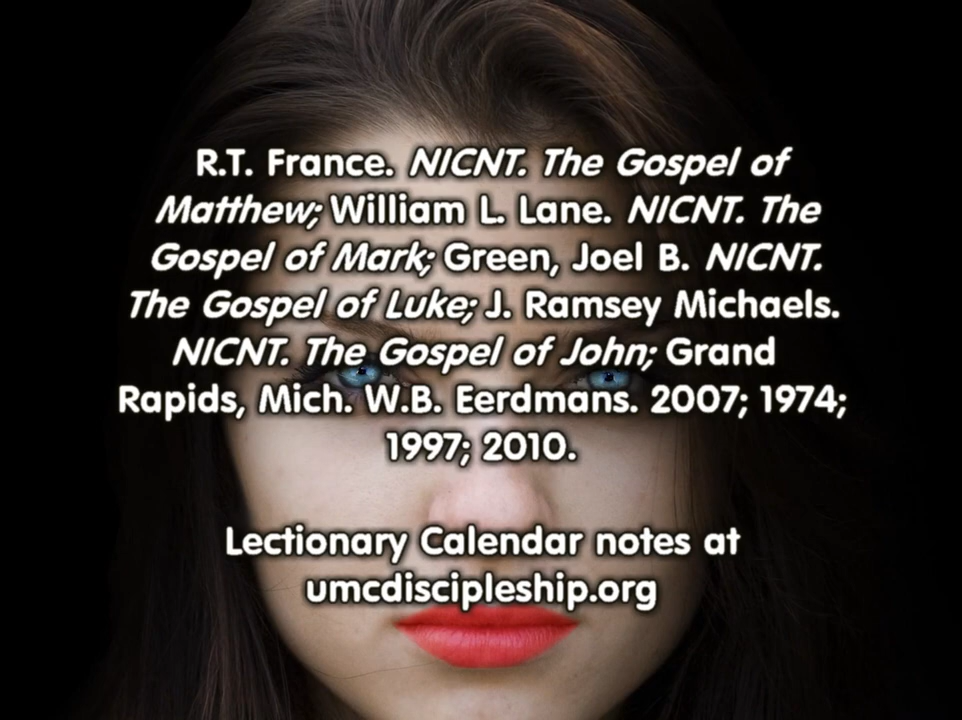 R.T. France. NICNT. The Gospel of
Matthew; William L. Lane. NICNT. The
Gospel of Mark; Green, Joel B. NICNT.
The Gospel of Luke; J. Ramsey Michaels.
NICNT. The Gospel of John; Grand
Rapids, Mich. W.B. Eerdmans. 2007; 1974;
1997; 2010.
Lectionary Calendar notes at
umcdiscipleship.org